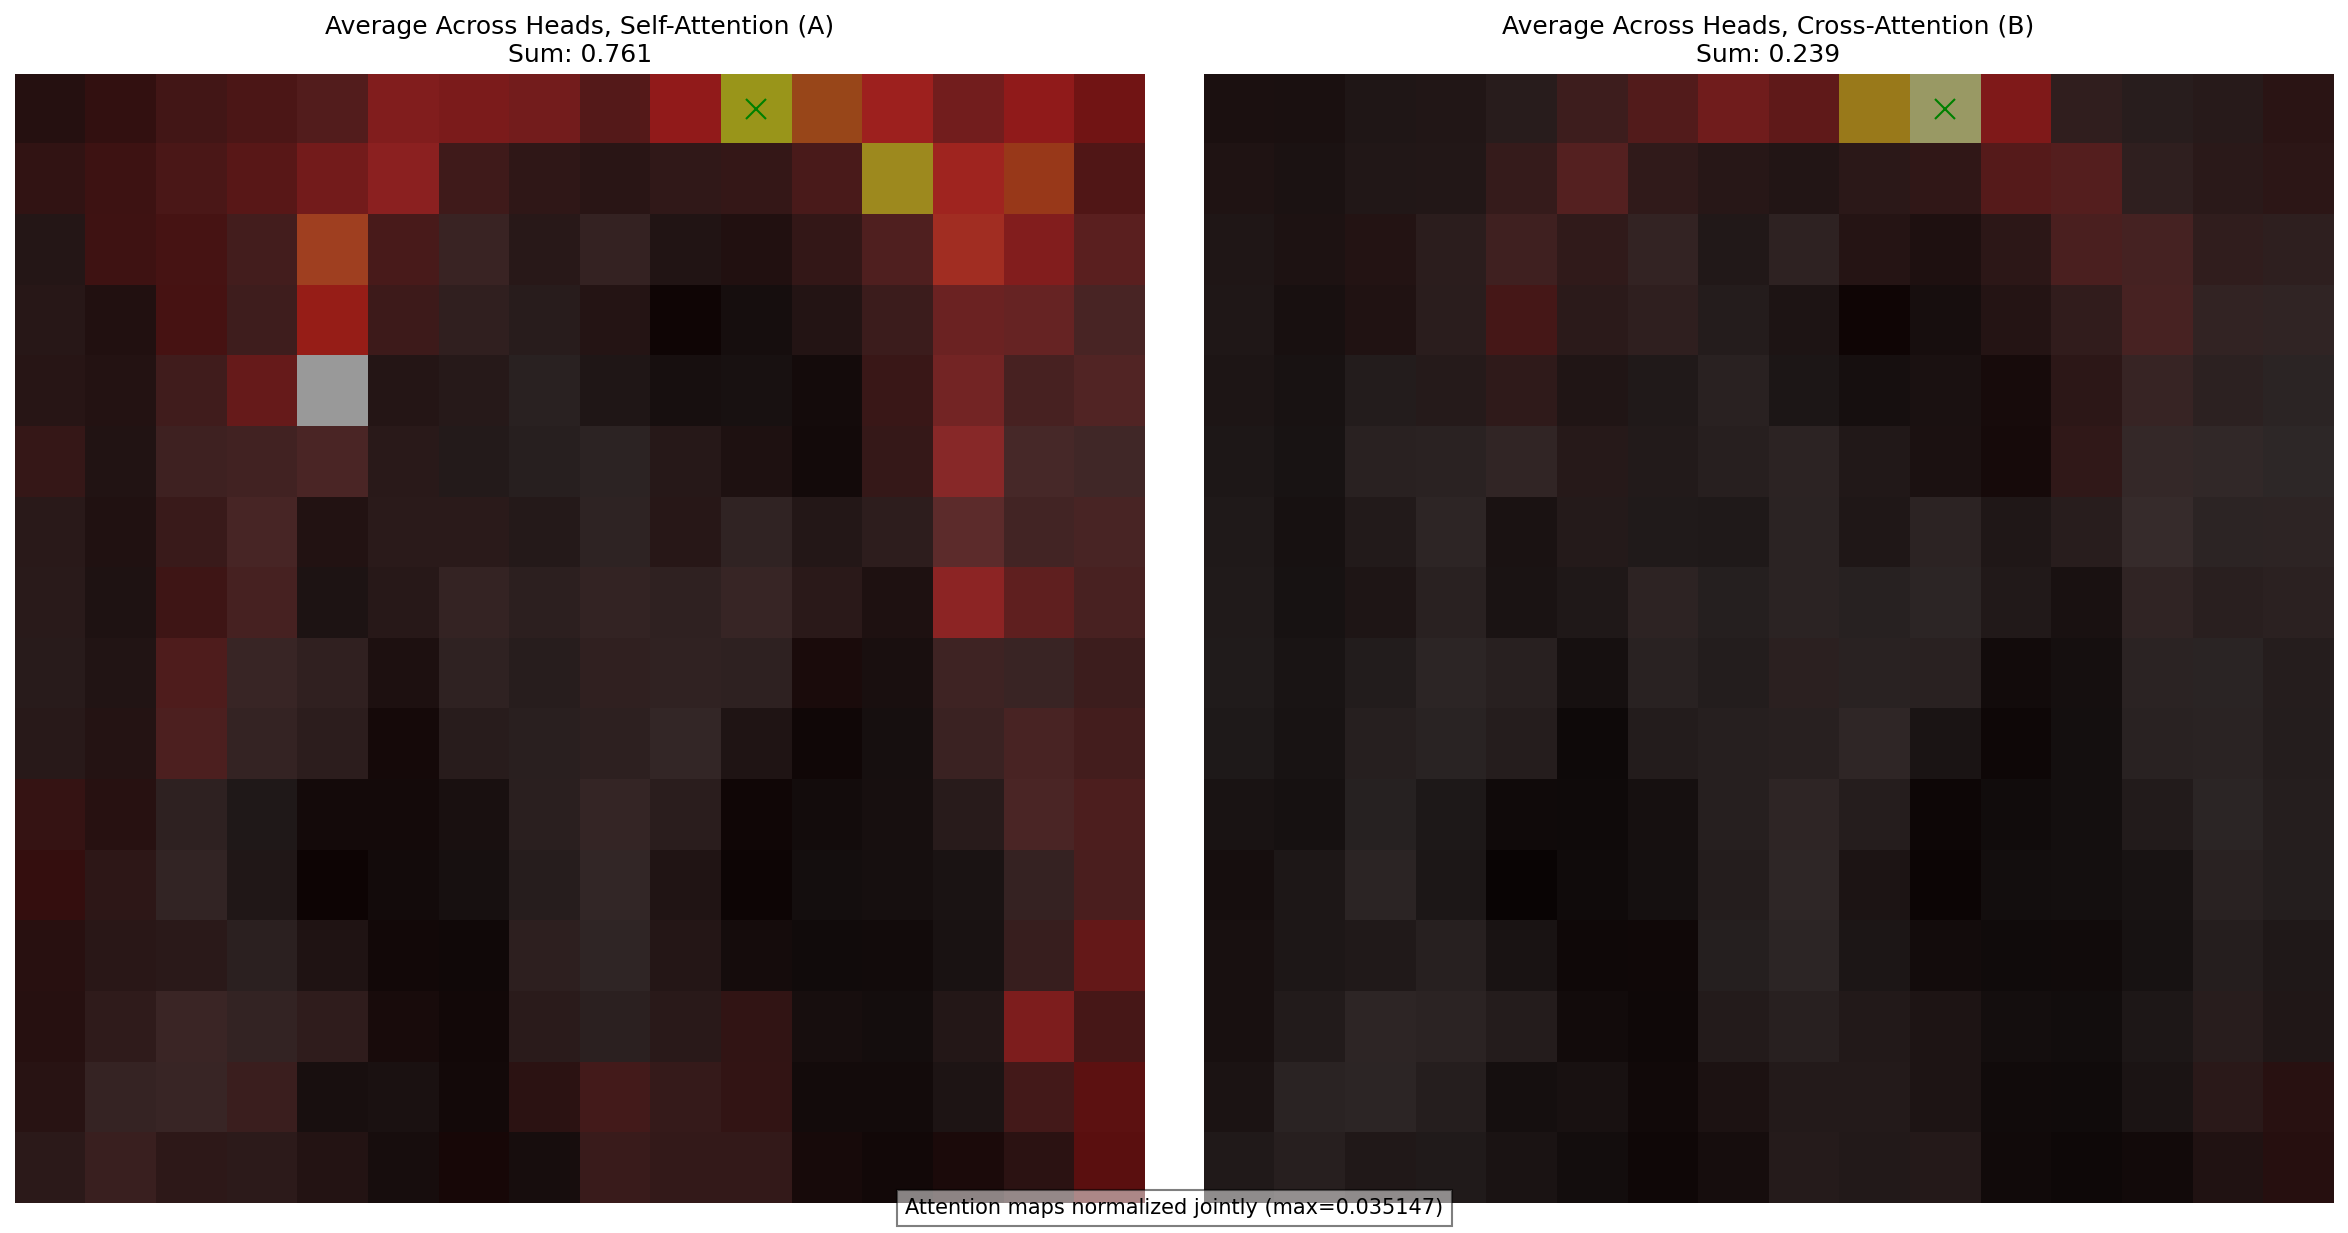 Average Across Heads, Self-Attention (A)
Sum: 0.761
Average Across Heads, Cross-Attention (B)
Sum: 0.239
Attention maps normalized jointly (max=0.035147)